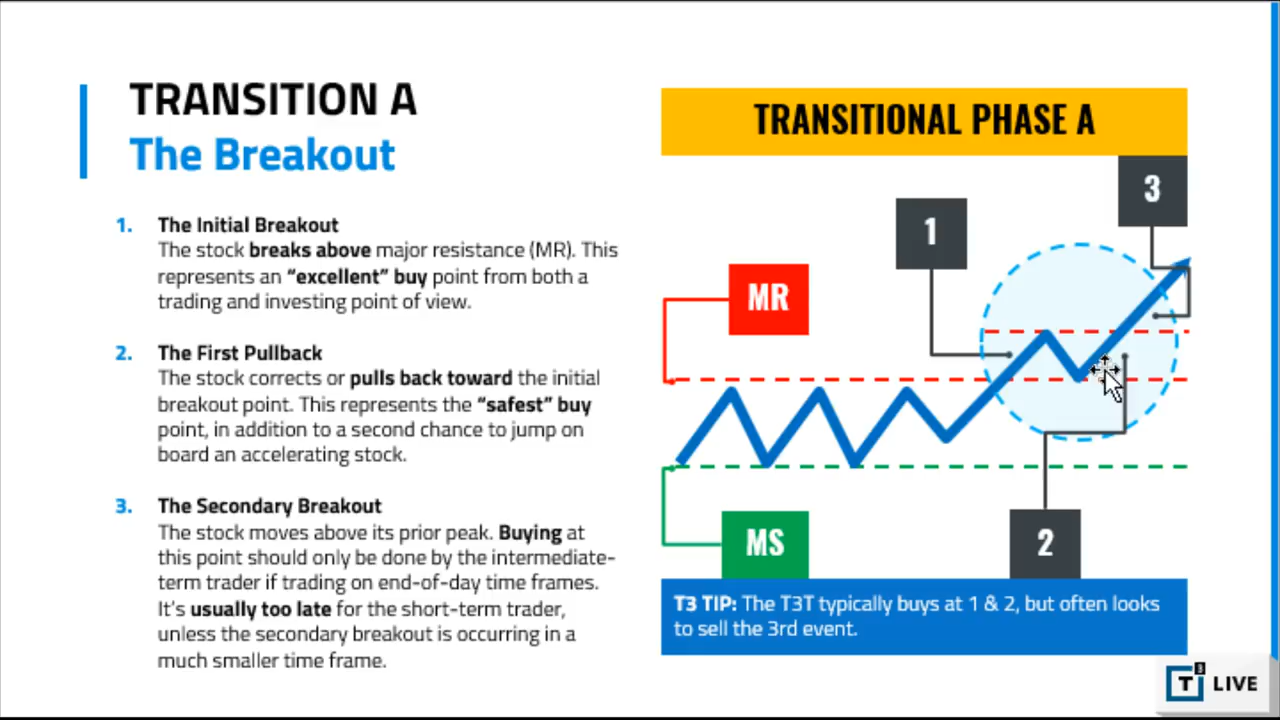 TRANSITION A
The Breakout
1. The Initial Breakout
The stock breaks above major resistance (MR). This
represents an “excellent” buy point from both a
trading and investing point of view.
2. The First Pullback
The stock corrects or pulls back toward the initial
breakout point. This represents the “safest” buy
point, in addition to a second chance to jump on
board an accelerating stock.
3. The Secondary Breakout
The stock moves above its prior peak. Buying at
this point should only be done by the intermediate-
term trader if trading on end-of-day time frames.
It’s usually too late for the short-term trader,
unless the secondary breakout is occurring in a
much smaller time frame.
TRANSITIONAL PHASE A
3
1
MR
MS
2
T3 TIP: The T3T typically buys at 1 & 2, but often looks
to sell the 3rd event.
T3 LIVE